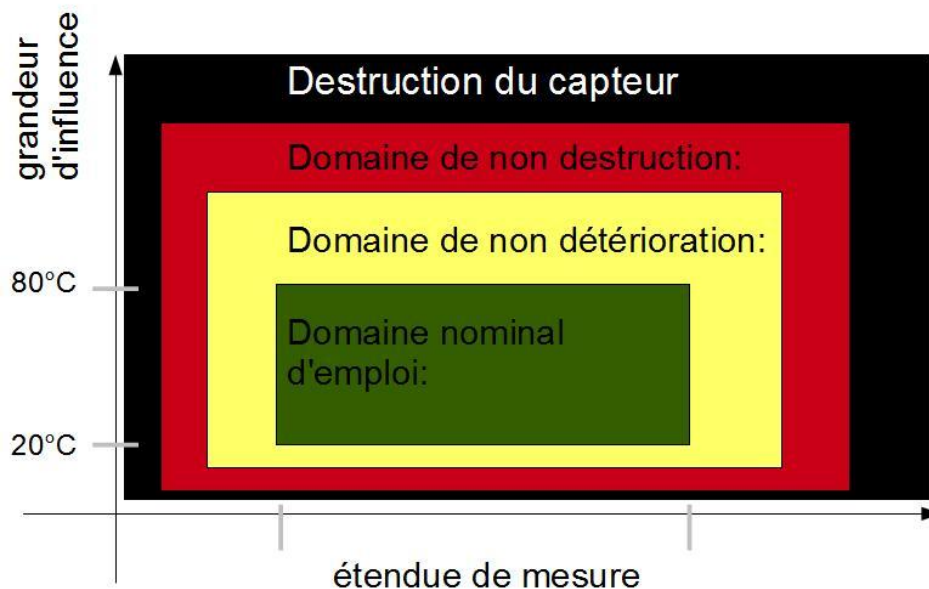 grandeur
d'influence
Destruction du capteur
Domaine de non destruction:
Domaine de non détérioration:
80°C
Domaine nominal
d'emploi:
20°C
étendue de mesure